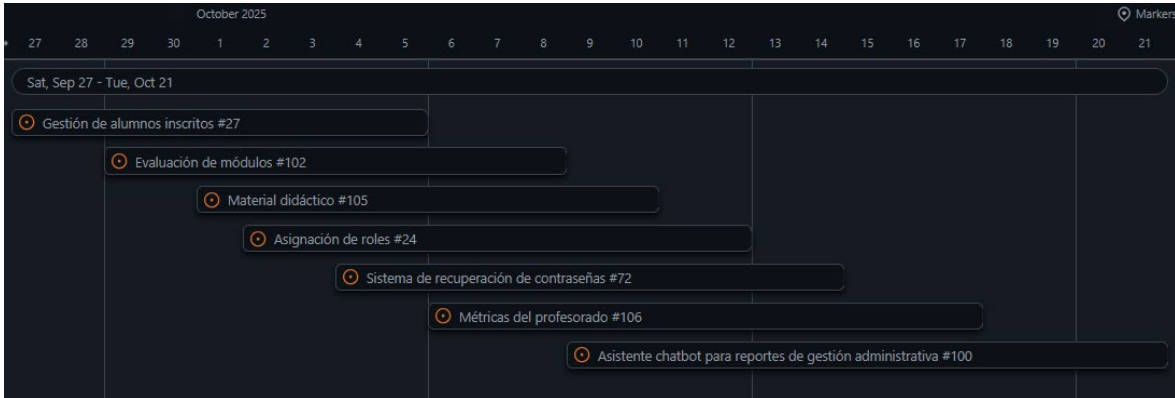 October 2025
Markers
27 28 29 30 1 2 3 4 5 6 7 8 9 10 11 12 13 14 15 16 17 18 19 20 21
Sat, Sep 27 - Tue, Oct 21
Gestión de alumnos inscritos #27
Evaluación de módulos #102
Material didáctico #105
Asignación de roles #24
Sistema de recuperación de contraseñas #72
Métricas del profesorado #106
Asistente chatbot para reportes de gestión administrativa #100